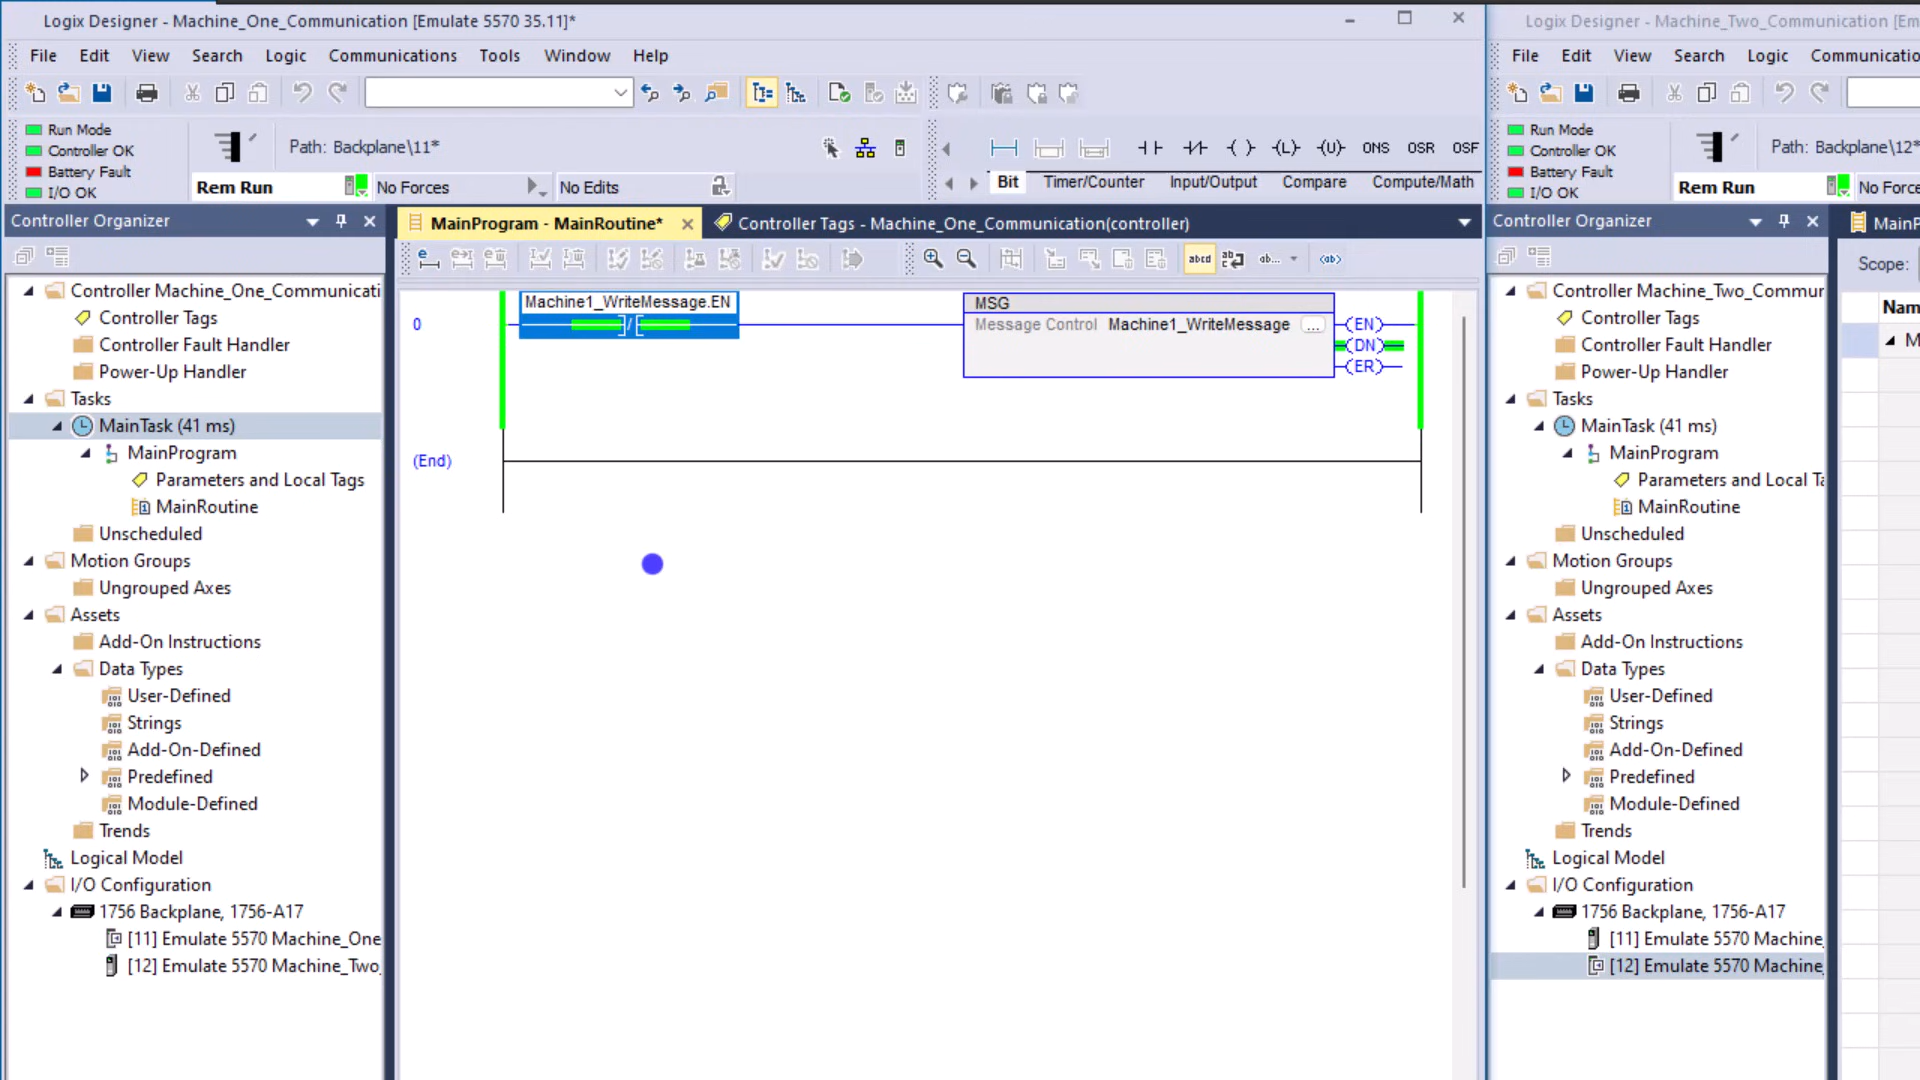 Logix Designer - Machine_One_Communication [Emulate 5570 35.11]*
File Edit View Search Logic Communications Tools Window Help
Run Mode
Controller OK
Battery Fault
I/O OK
Path: Backplane\11*
Rem Run
No Forces
No Edits
ONS OSR OSF
Bit Timer/Counter Input/Output Compare Compute/Math
Controller Organizer
MainProgram - MainRoutine*
Controller Tags - Machine_One_Communication(controller)
Controller Machine_One_Communicati
Controller Tags
Controller Fault Handler
Power-Up Handler
Tasks
MainTask (41 ms)
MainProgram
Parameters and Local Tags
MainRoutine
Unscheduled
Motion Groups
Ungrouped Axes
Assets
Add-On Instructions
Data Types
User-Defined
Strings
Add-On-Defined
Predefined
Module-Defined
Trends
Logical Model
I/O Configuration
1756 Backplane, 1756-A17
[11] Emulate 5570 Machine_One
[12] Emulate 5570 Machine_Two
0
Machine1_WriteMessage.EN
MSG
Message Control Machine1_WriteMessage ...
(EN)
(DN)
(ER)
(End)
Logix Designer - Machine_Two_Communication [Em
File Edit View Search Logic Communicatio
Run Mode
Controller OK
Battery Fault
I/O OK
Path: Backplane\12*
Rem Run
No Force
Controller Organizer
MainP
Scope:
Nam
M
Controller Machine_Two_Commur
Controller Tags
Controller Fault Handler
Power-Up Handler
Tasks
MainTask (41 ms)
MainProgram
Parameters and Local Ta
MainRoutine
Unscheduled
Motion Groups
Ungrouped Axes
Assets
Add-On Instructions
Data Types
User-Defined
Strings
Add-On-Defined
Predefined
Module-Defined
Trends
Logical Model
I/O Configuration
1756 Backplane, 1756-A17
[11] Emulate 5570 Machine
[12] Emulate 5570 Machine